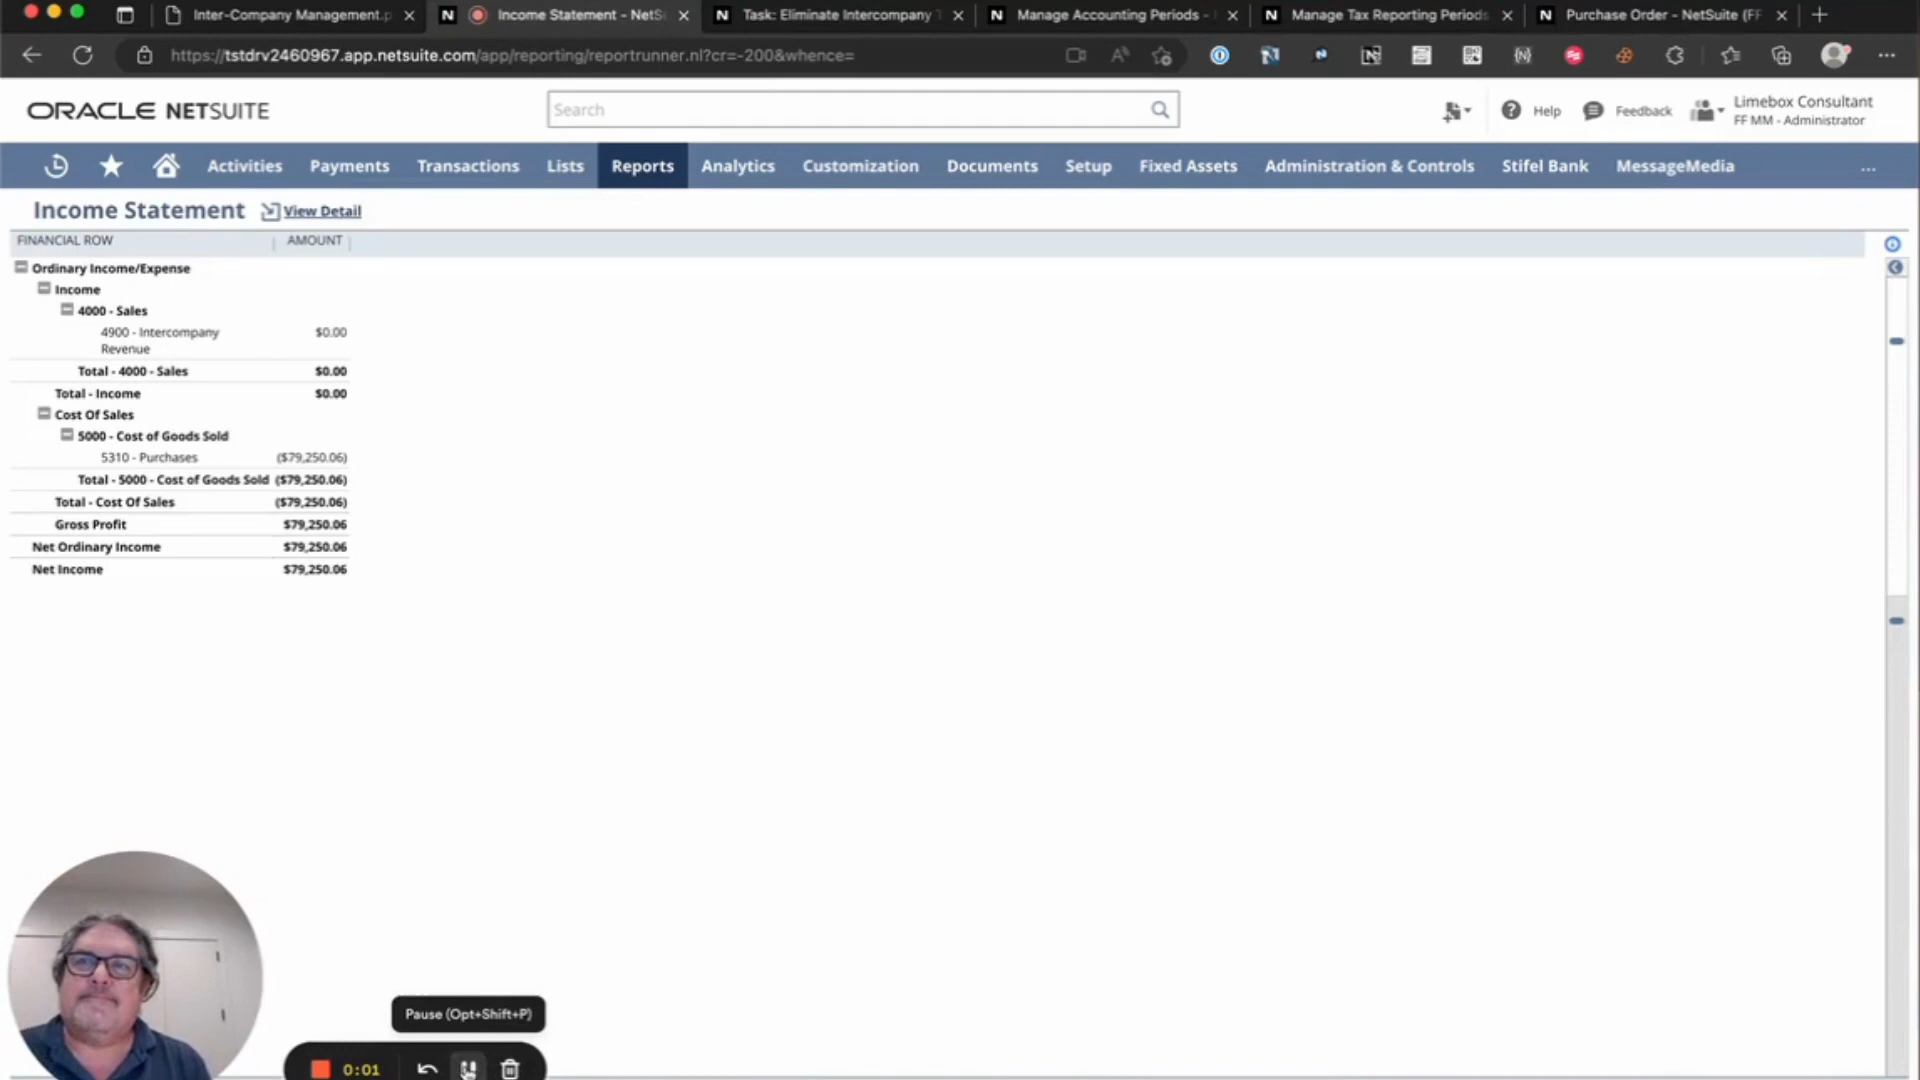 Inter-Company Management.p
Income Statement - NetS
Task: Eliminate Intercompany T
Manage Accounting Periods -
Manage Tax Reporting Periods
Purchase Order - NetSuite (FF
https://tstdrv2460967.app.netsuite.com/app/reporting/reportrunner.nl?cr=-200&whence=
ORACLE NETSUITE
Search
Help
Feedback
Limebox Consultant
FF MM - Administrator
Activities
Payments
Transactions
Lists
Reports
Analytics
Customization
Documents
Setup
Fixed Assets
Administration & Controls
Stifel Bank
MessageMedia
...
Income Statement
View Detail
FINANCIAL ROW AMOUNT
Ordinary Income/Expense
Income
4000 - Sales
4900 - Intercompany $0.00
Revenue
Total - 4000 - Sales $0.00
Total - Income $0.00
Cost Of Sales
5000 - Cost of Goods Sold
5310 - Purchases ($79,250.06)
Total - 5000 - Cost of Goods Sold ($79,250.06)
Total - Cost Of Sales ($79,250.06)
Gross Profit $79,250.06
Net Ordinary Income $79,250.06
Net Income $79,250.06
Pause (Opt+Shift+P)
0:01